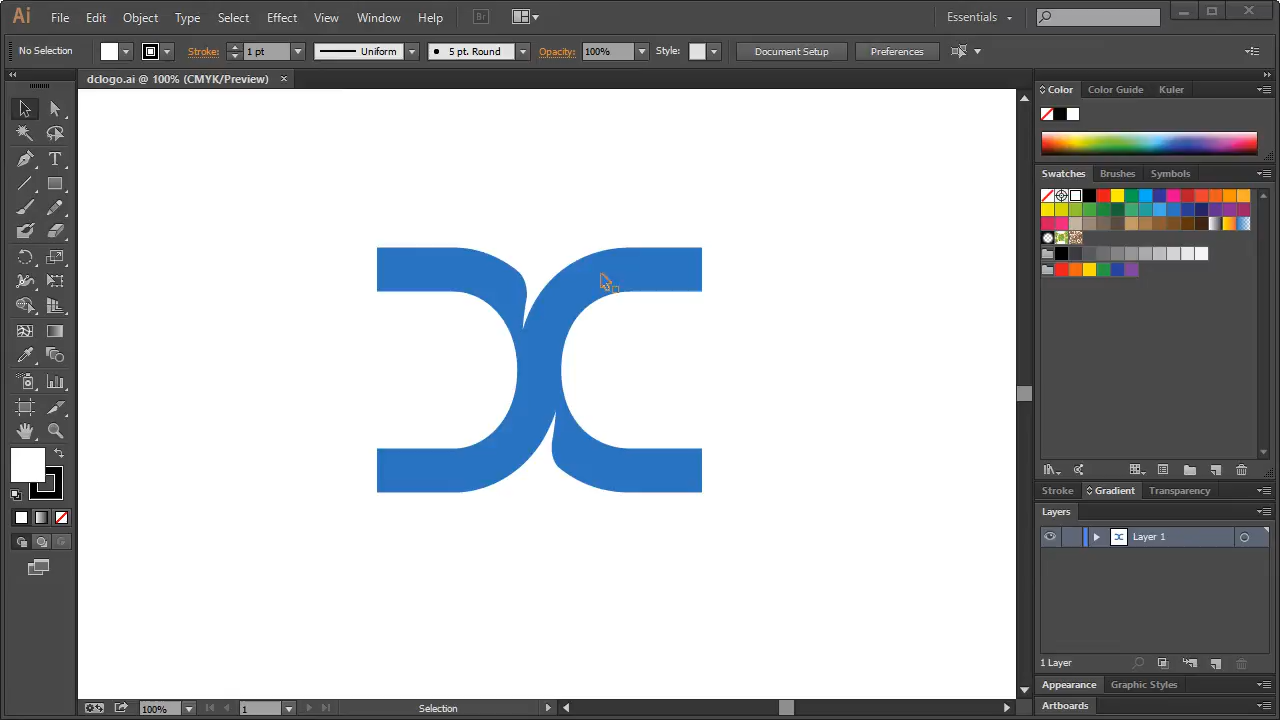 Ai File Edit Object Type Select Effect View Window Help Br Essentials
No Selection Stroke: 1 pt Uniform 5 pt. Round Opacity: 100% Style: Document Setup Preferences
dclogo.ai @ 100% (CMYK/Preview)
Color Color Guide Kuler
Swatches Brushes Symbols
T
Stroke Gradient Transparency
Layers
Layer 1
1 Layer
Appearance Graphic Styles
Artboards
100% 1 Selection